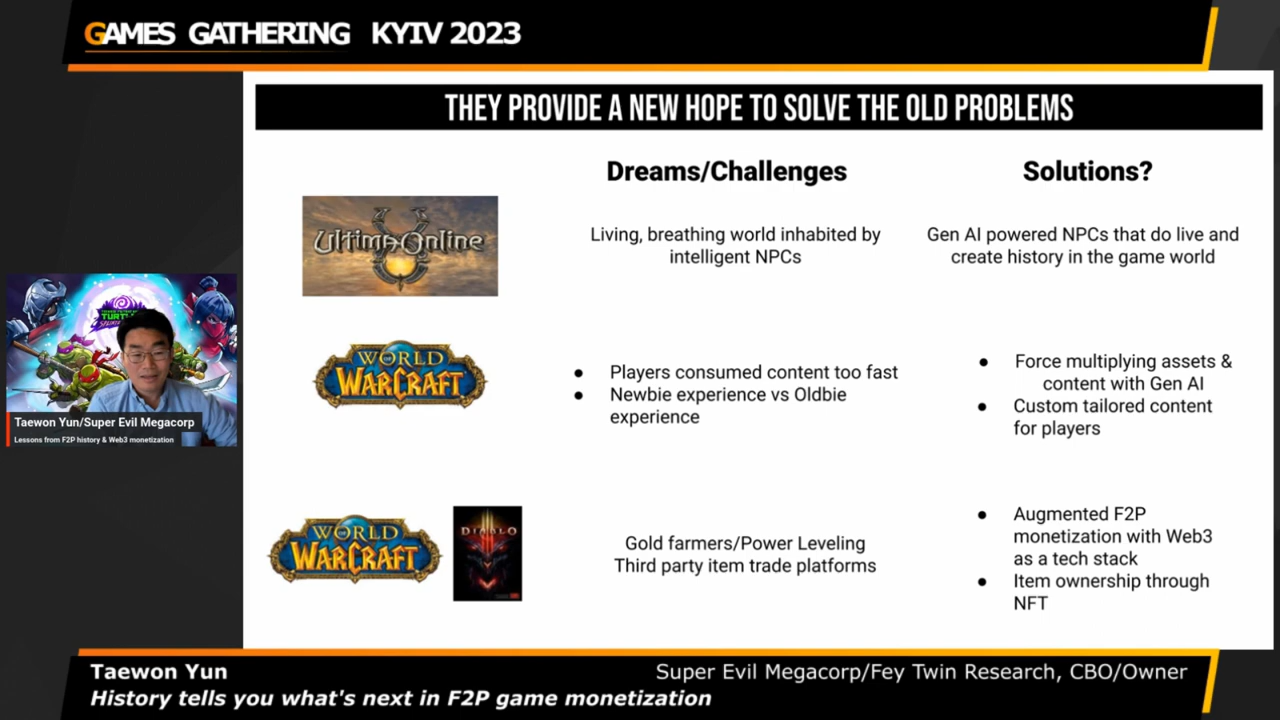 GAMES GATHERING KYIV 2023
THEY PROVIDE A NEW HOPE TO SOLVE THE OLD PROBLEMS
Dreams/Challenges
Solutions?
Ultima Online
Living, breathing world inhabited by
intelligent NPCs
Gen AI powered NPCs that do live and
create history in the game world
WORLD
WARCRAFT
● Players consumed content too fast
● Newbie experience vs Oldbie
experience
● Force multiplying assets &
content with Gen AI
● Custom tailored content
for players
WORLD
WARCRAFT
DIABLO
Gold farmers/Power Leveling
Third party item trade platforms
● Augmented F2P
monetization with Web3
as a tech stack
● Item ownership through
NFT
Taewon Yun/Super Evil Megacorp
Lessons from F2P history & Web3 monetization
Taewon Yun
Super Evil Megacorp/Fey Twin Research, CBO/Owner
History tells you what's next in F2P game monetization